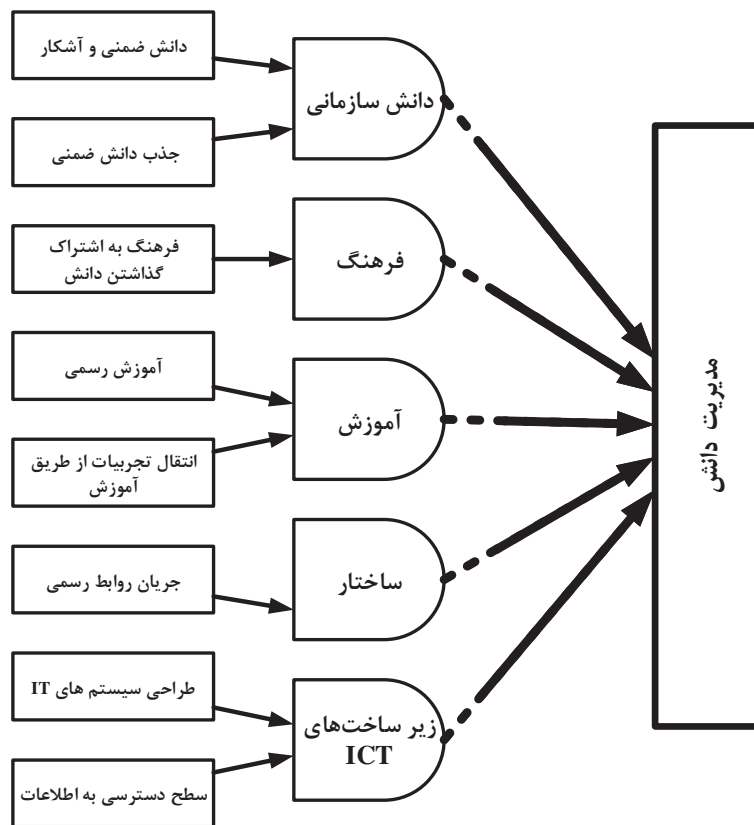 دانش ضمنی و آشکار
جذب دانش ضمنی
دانش سازمانی
فرهنگ به اشتراک
گذاشتن دانش
فرهنگ
آموزش رسمی
انتقال تجربیات از طریق
آموزش
آموزش
جریان روابط رسمی
ساختار
طراحی سیستم های IT
سطح دسترسی به اطلاعات
زیر ساخت‌های
ICT
مدیریت دانش